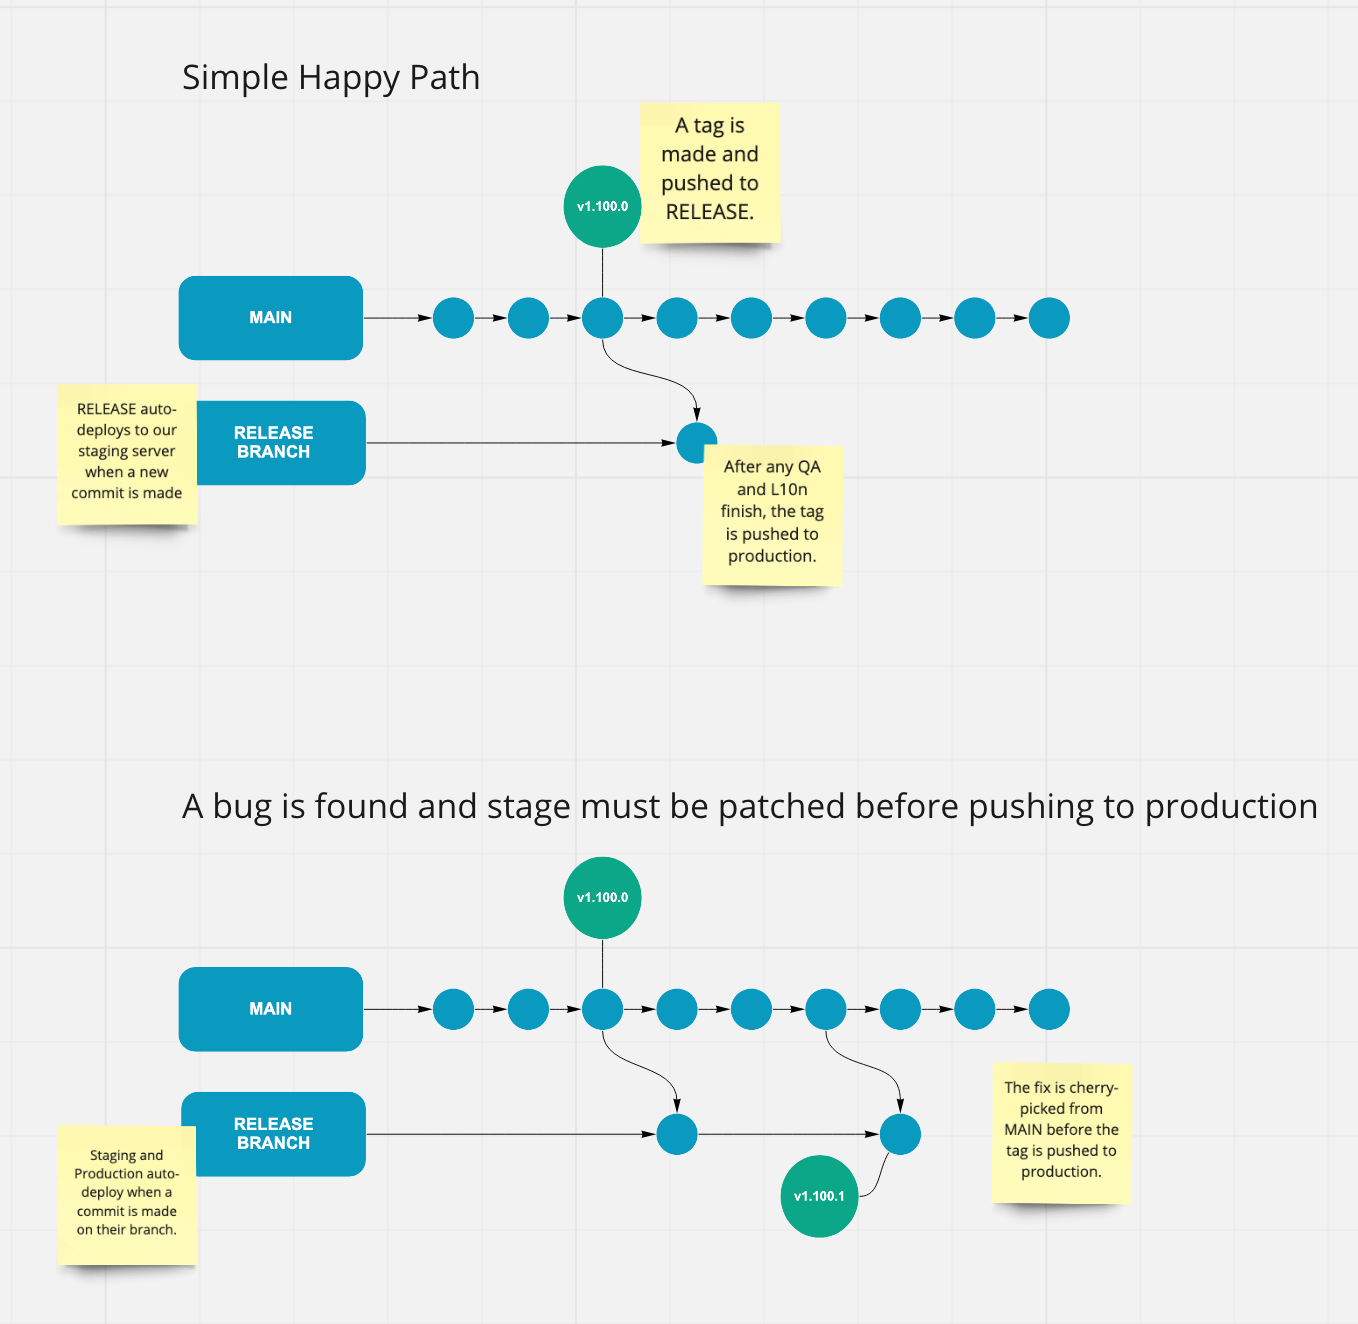 Simple Happy Path
A tag is
made and
pushed to
RELEASE.
v1.100.0
MAIN
RELEASE auto-
deploys to our
staging server
when a new
commit is made
RELEASE
BRANCH
After any QA
and L10n
finish, the tag
is pushed to
production.
A bug is found and stage must be patched before pushing to production
v1.100.0
MAIN
RELEASE
BRANCH
The fix is cherry-
picked from
MAIN before the
tag is pushed to
production.
Staging and
Production auto-
deploy when a
commit is made
on their branch.
v1.100.1